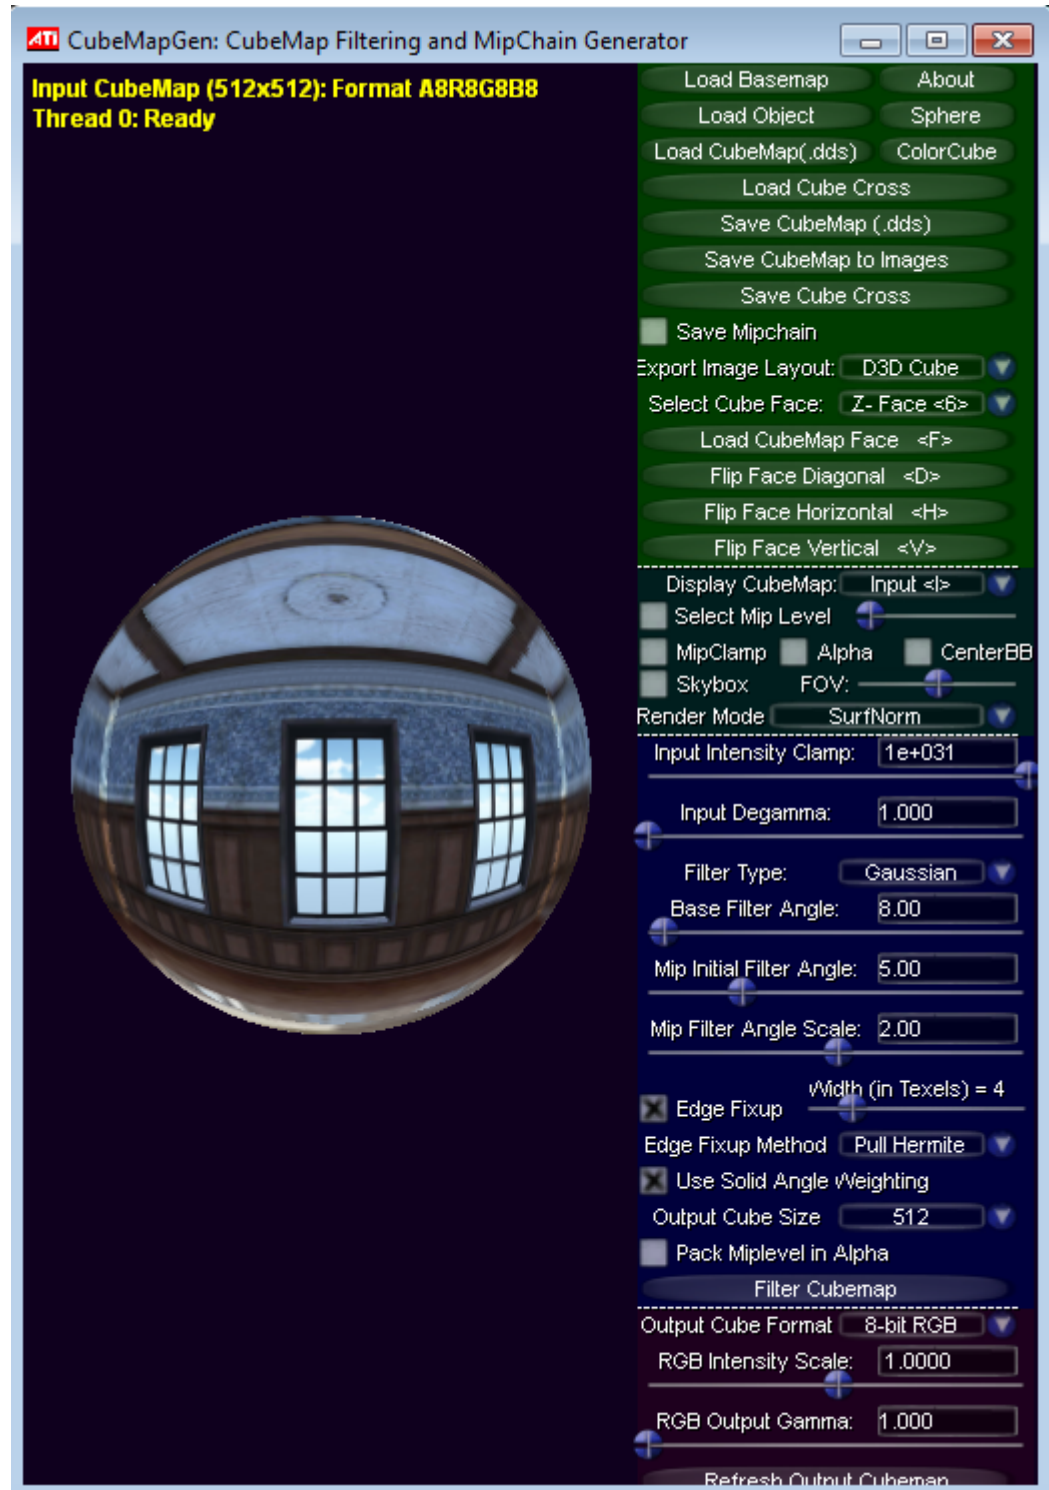 ATI CubeMapGen: CubeMap Filtering and MipChain Generator
Input CubeMap (512x512): Format A8R8G8B8
Thread 0: Ready
Load Basemap About
Load Object Sphere
Load CubeMap(.dds) ColorCube
Load Cube Cross
Save CubeMap (.dds)
Save CubeMap to Images
Save Cube Cross
Save Mipchain
Export Image Layout: D3D Cube
Select Cube Face: Z- Face <6>
Load CubeMap Face <F>
Flip Face Diagonal <D>
Flip Face Horizontal <H>
Flip Face Vertical <V>
Display CubeMap: Input <I>
Select Mip Level
MipClamp Alpha CenterBB
Skybox FOV:
Render Mode SurfNorm
Input Intensity Clamp: 1e+031
Input Degamma: 1.000
Filter Type: Gaussian
Base Filter Angle: 8.00
Mip Initial Filter Angle: 5.00
Mip Filter Angle Scale: 2.00
Width (in Texels) = 4
Edge Fixup
Edge Fixup Method Pull Hermite
Use Solid Angle Weighting
Output Cube Size 512
Pack Miplevel in Alpha
Filter Cubemap
Output Cube Format 8-bit RGB
RGB Intensity Scale: 1.0000
RGB Output Gamma: 1.000
Refresh Output Cubemap